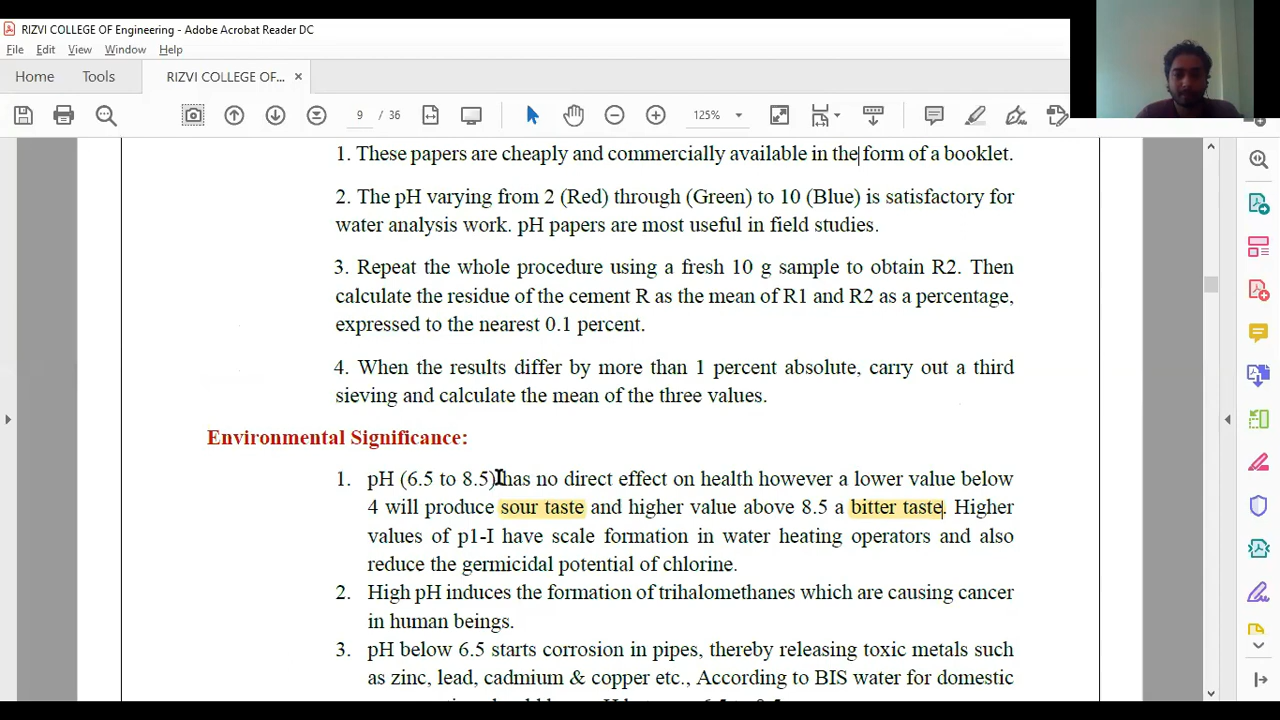 RIZVI COLLEGE OF Engineering - Adobe Acrobat Reader DC
File Edit View Window Help
Home Tools RIZVI COLLEGE OF... ×
9 / 36 125%
1. These papers are cheaply and commercially available in the form of a booklet.
2. The pH varying from 2 (Red) through (Green) to 10 (Blue) is satisfactory for
water analysis work. pH papers are most useful in field studies.
3. Repeat the whole procedure using a fresh 10 g sample to obtain R2. Then
calculate the residue of the cement R as the mean of R1 and R2 as a percentage,
expressed to the nearest 0.1 percent.
4. When the results differ by more than 1 percent absolute, carry out a third
sieving and calculate the mean of the three values.
Environmental Significance:
1. pH (6.5 to 8.5) has no direct effect on health however a lower value below
4 will produce sour taste and higher value above 8.5 a bitter taste. Higher
values of p1-I have scale formation in water heating operators and also
reduce the germicidal potential of chlorine.
2. High pH induces the formation of trihalomethanes which are causing cancer
in human beings.
3. pH below 6.5 starts corrosion in pipes, thereby releasing toxic metals such
as zinc, lead, cadmium & copper etc., According to BIS water for domestic